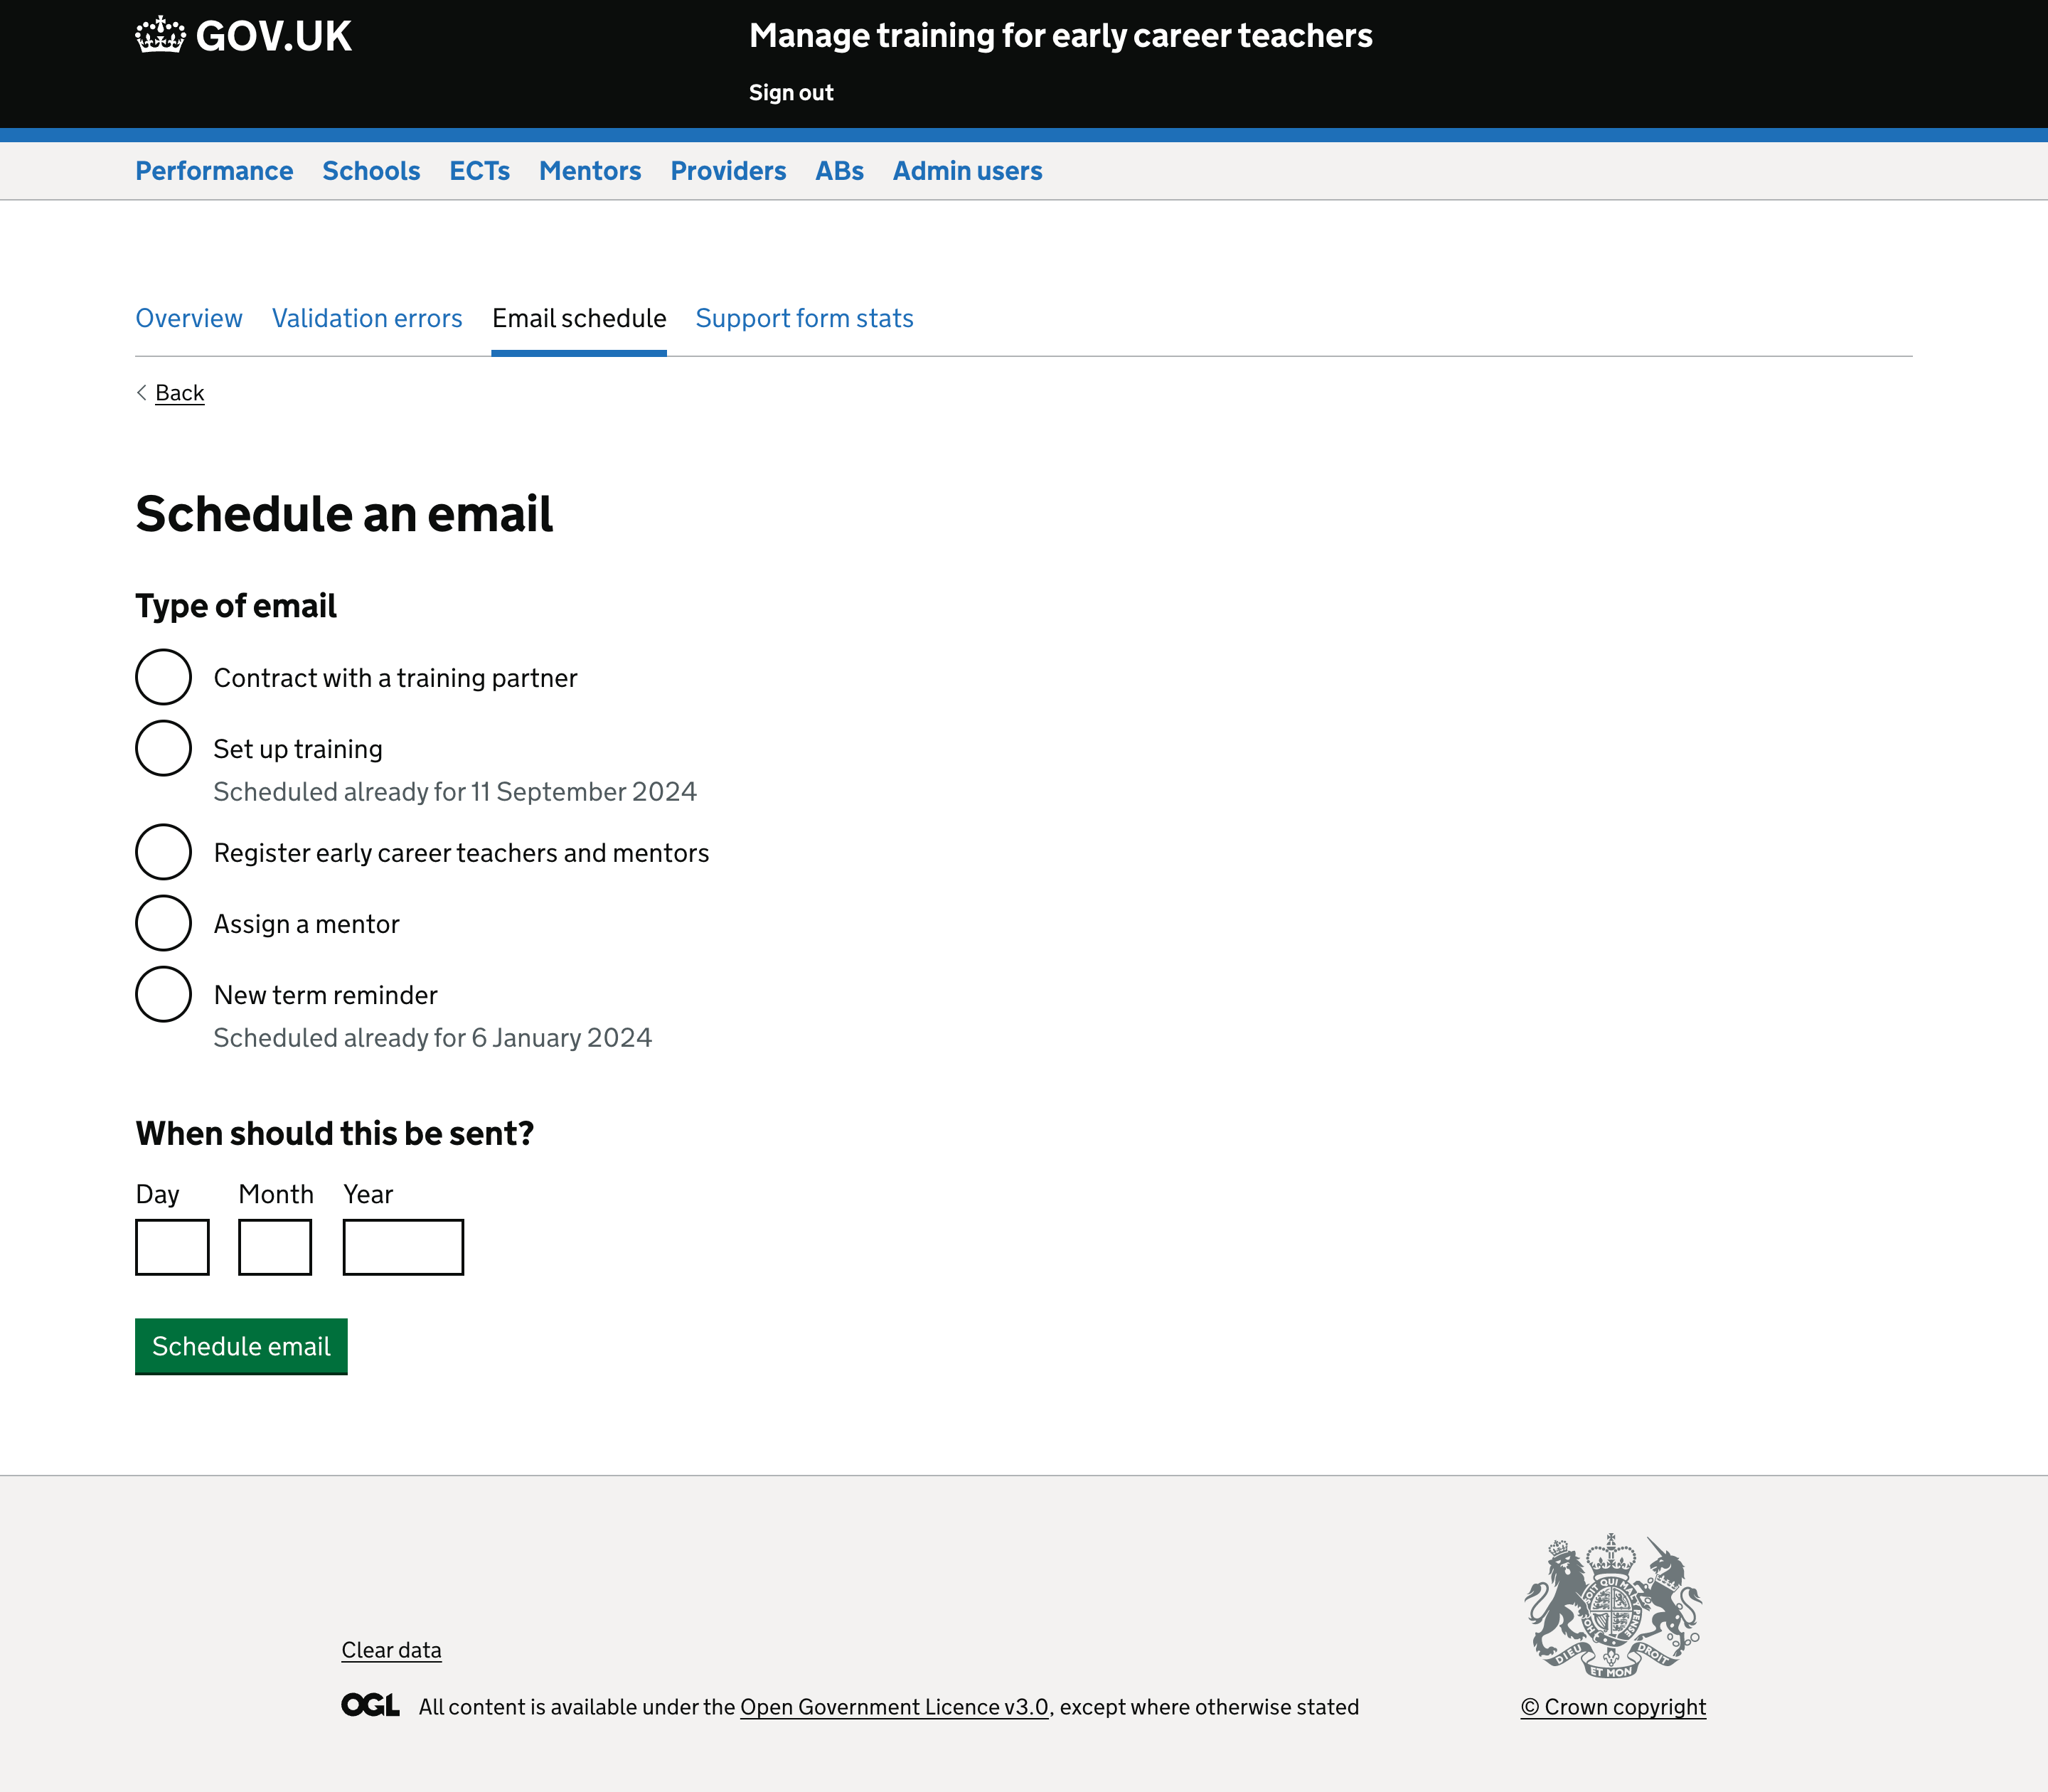 GOV.UK
Manage training for early career teachers
Sign out
Performance Schools ECTs Mentors Providers ABs Admin users
Overview Validation errors Email schedule Support form stats
Back
Schedule an email
Type of email
Contract with a training partner
Set up training
Scheduled already for 11 September 2024
Register early career teachers and mentors
Assign a mentor
New term reminder
Scheduled already for 6 January 2024
When should this be sent?
Day Month Year
Schedule email
Clear data
OGL All content is available under the Open Government Licence v3.0, except where otherwise stated
DIEU ET MON DROIT
© Crown copyright